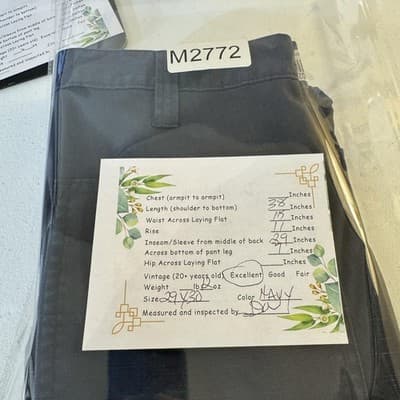 M2772
Chest (armpit to armpit) Inches
Length (shoulder to bottom) 38 Inches
Waist Across Laying Flat 15 Inches
Rise 11 Inches
Inseam/Sleeve from middle of back 29 Inches
Across bottom of pant leg Inches
Hip Across Laying Flat Inches
Vintage (20+ years old) Excellent Good Fair
Weight lb oz
Size 29X30 Color NAVY
Measured and inspected by